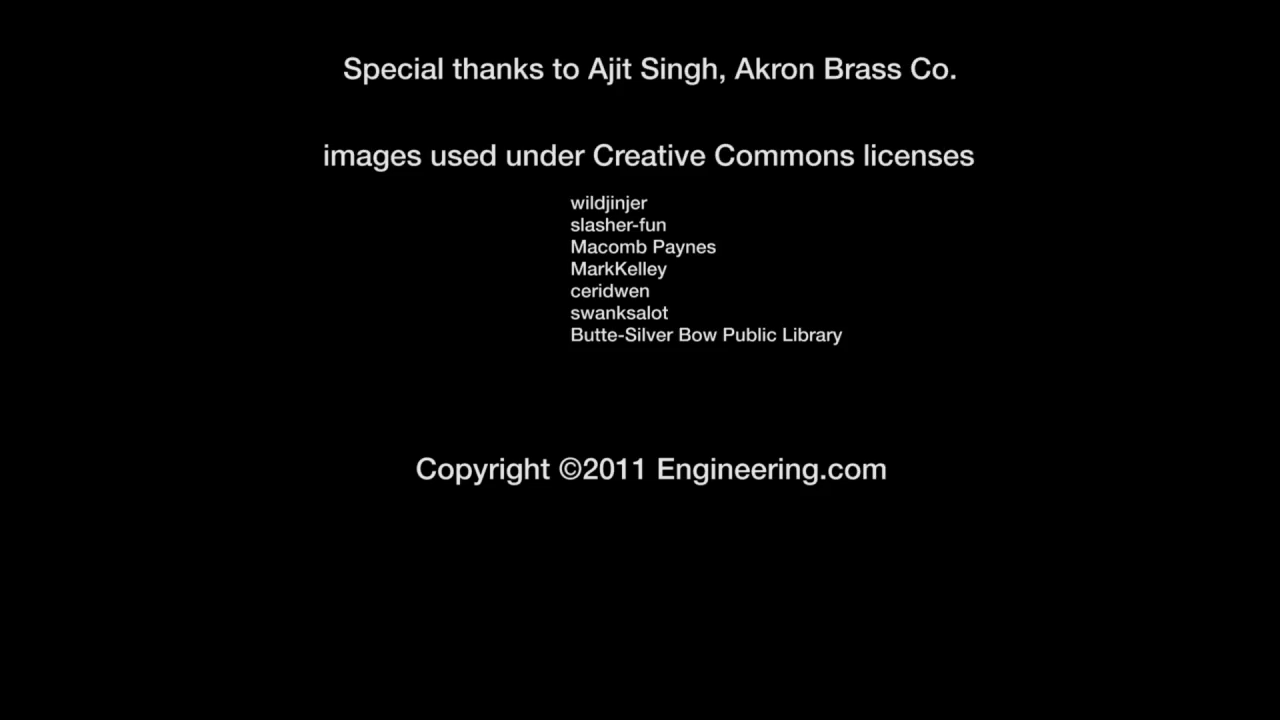 Special thanks to Ajit Singh, Akron Brass Co.
images used under Creative Commons licenses
wildjinjer
slasher-fun
Macomb Paynes
MarkKelley
ceridwen
swanksalot
Butte-Silver Bow Public Library
Copyright ©2011 Engineering.com